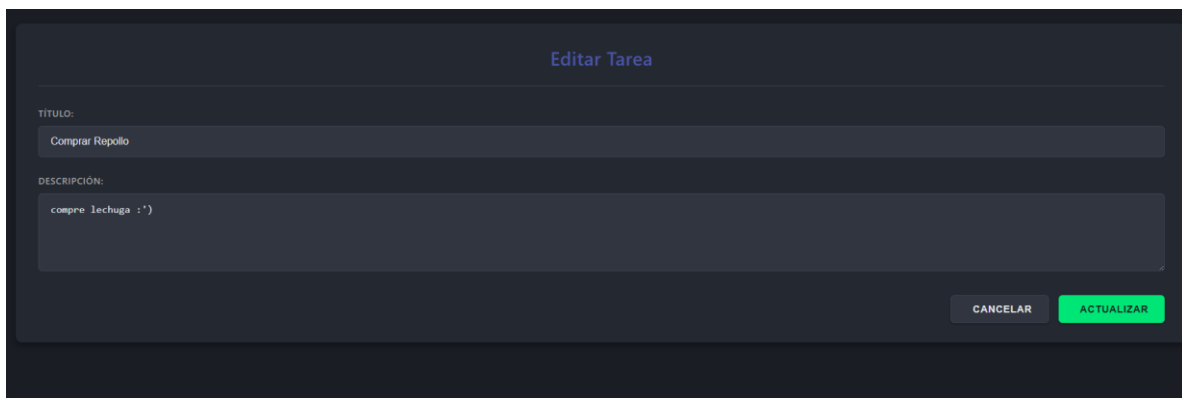 Editar Tarea
TÍTULO:
Comprar Repollo
DESCRIPCIÓN:
compre lechuga :')
CANCELAR
ACTUALIZAR